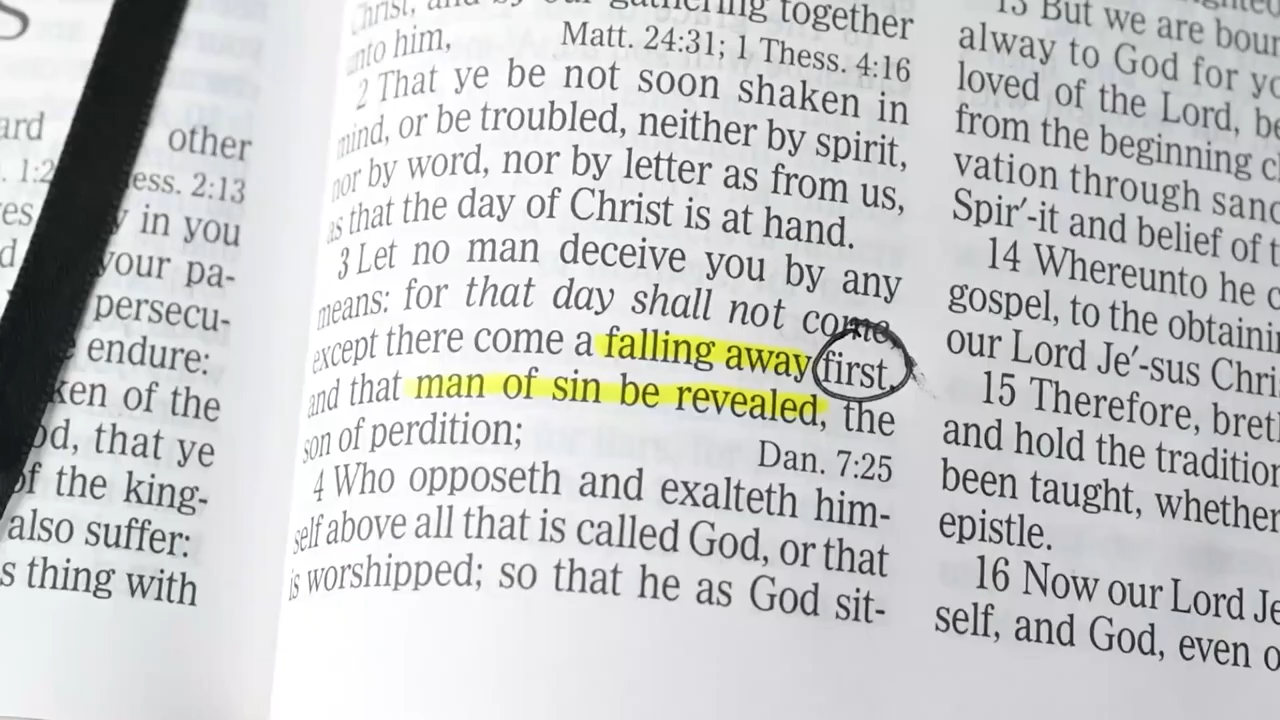 S
ard
. 1:2
es
d
other
ess. 2:13
y in you
your pa-
persecu-
endure:
ken of the
od, that ye
of the king-
also suffer:
s thing with
Christ, and by our gathering together
unto him,
Matt. 24:31; 1 Thess. 4:16
2 That ye be not soon shaken in
mind, or be troubled, neither by spirit,
nor by word, nor by letter as from us,
as that the day of Christ is at hand.
3 Let no man deceive you by any
means: for that day shall not come,
except there come a falling away first,
and that man of sin be revealed, the
son of perdition;
Dan. 7:25
4 Who opposeth and exalteth him-
self above all that is called God, or that
is worshipped; so that he as God sit-
13 But we are bour
alway to God for yo
loved of the Lord, be
from the beginning c
vation through sanc
Spir′-it and belief of t
14 Whereunto he c
gospel, to the obtaini
our Lord Je′-sus Chri
15 Therefore, bret
and hold the tradition
been taught, whether
epistle.
16 Now our Lord Je
self, and God, even o